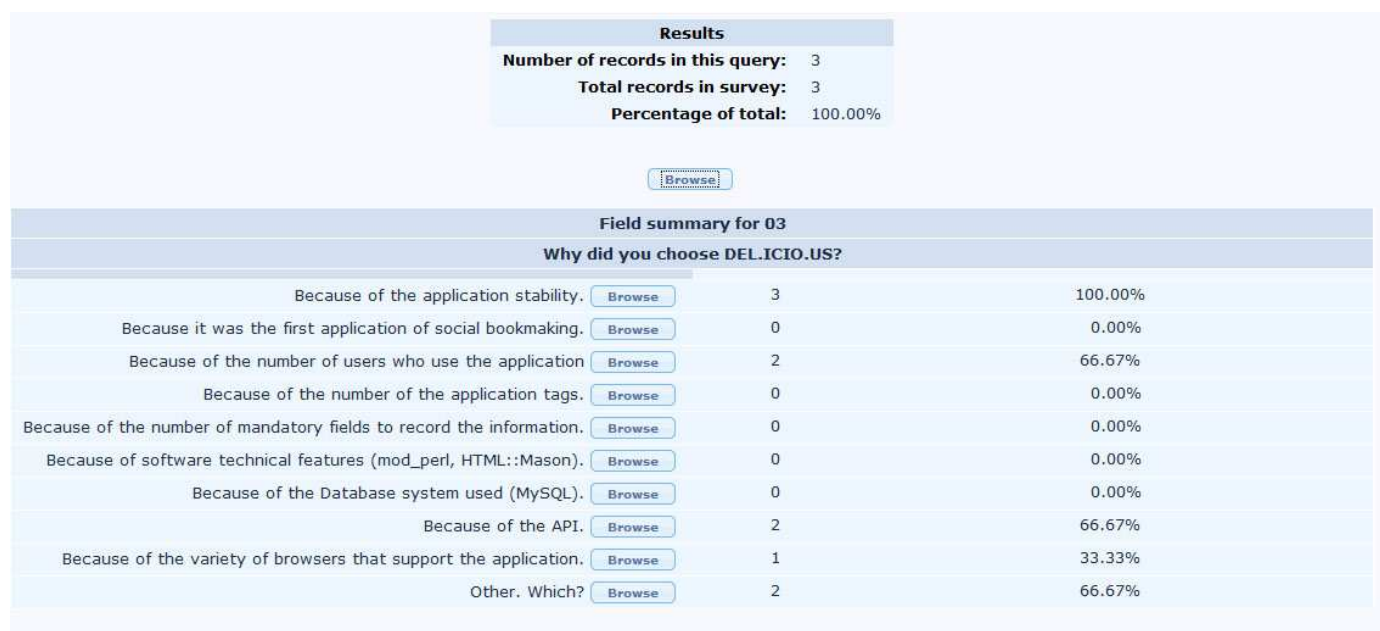 Results
Number of records in this query: 3
Total records in survey: 3
Percentage of total: 100.00%
Browse
Field summary for 03
Why did you choose DEL.ICIO.US?
Because of the application stability. Browse 3 100.00%
Because it was the first application of social bookmaking. Browse 0 0.00%
Because of the number of users who use the application Browse 2 66.67%
Because of the number of the application tags. Browse 0 0.00%
Because of the number of mandatory fields to record the information. Browse 0 0.00%
Because of software technical features (mod_perl, HTML::Mason). Browse 0 0.00%
Because of the Database system used (MySQL). Browse 0 0.00%
Because of the API. Browse 2 66.67%
Because of the variety of browsers that support the application. Browse 1 33.33%
Other. Which? Browse 2 66.67%